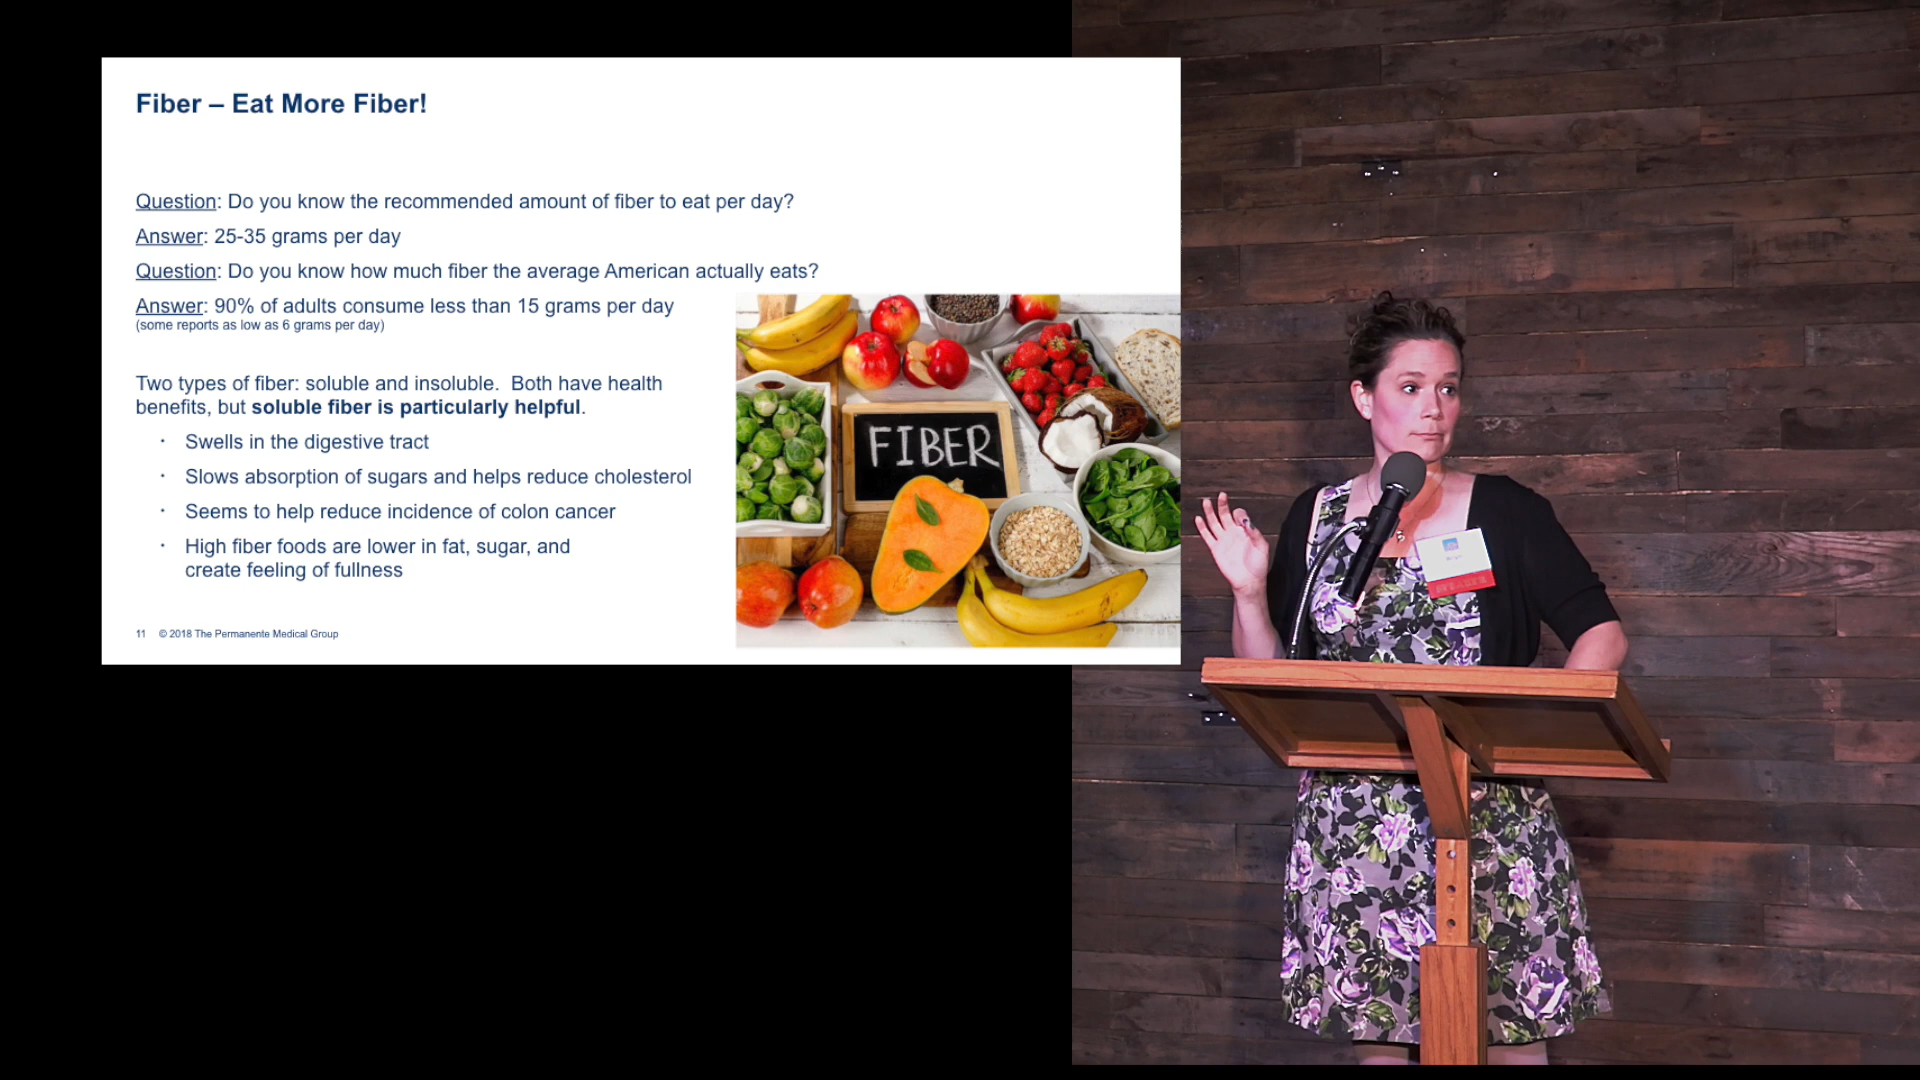 Fiber – Eat More Fiber!
Question: Do you know the recommended amount of fiber to eat per day?
Answer: 25-35 grams per day
Question: Do you know how much fiber the average American actually eats?
Answer: 90% of adults consume less than 15 grams per day
(some reports as low as 6 grams per day)
Two types of fiber: soluble and insoluble.  Both have health
benefits, but soluble fiber is particularly helpful.
· Swells in the digestive tract
· Slows absorption of sugars and helps reduce cholesterol
· Seems to help reduce incidence of colon cancer
· High fiber foods are lower in fat, sugar, and
create feeling of fullness
FIBER
11 © 2018 The Permanente Medical Group